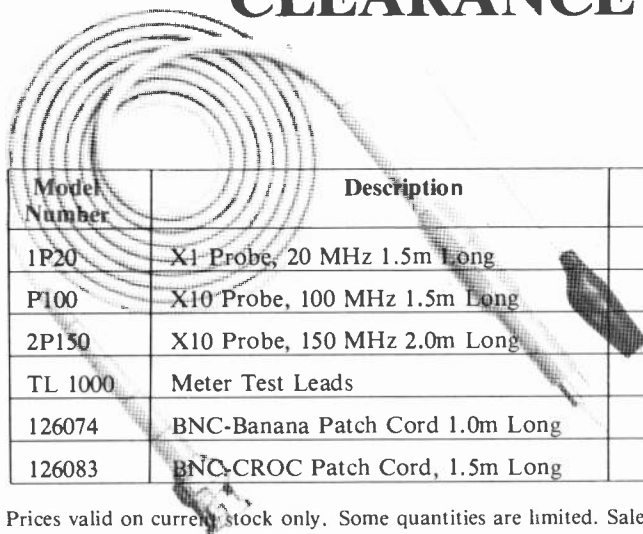 CLEARANCE
Model Description
Number
1P20 X1 Probe, 20 MHz 1.5m Long
P100 X10 Probe, 100 MHz 1.5m Long
2P150 X10 Probe, 150 MHz 2.0m Long
TL 1000 Meter Test Leads
126074 BNC-Banana Patch Cord 1.0m Long
126083 BNC-CROC Patch Cord, 1.5m Long
Prices valid on current stock only. Some quantities are limited. Sale